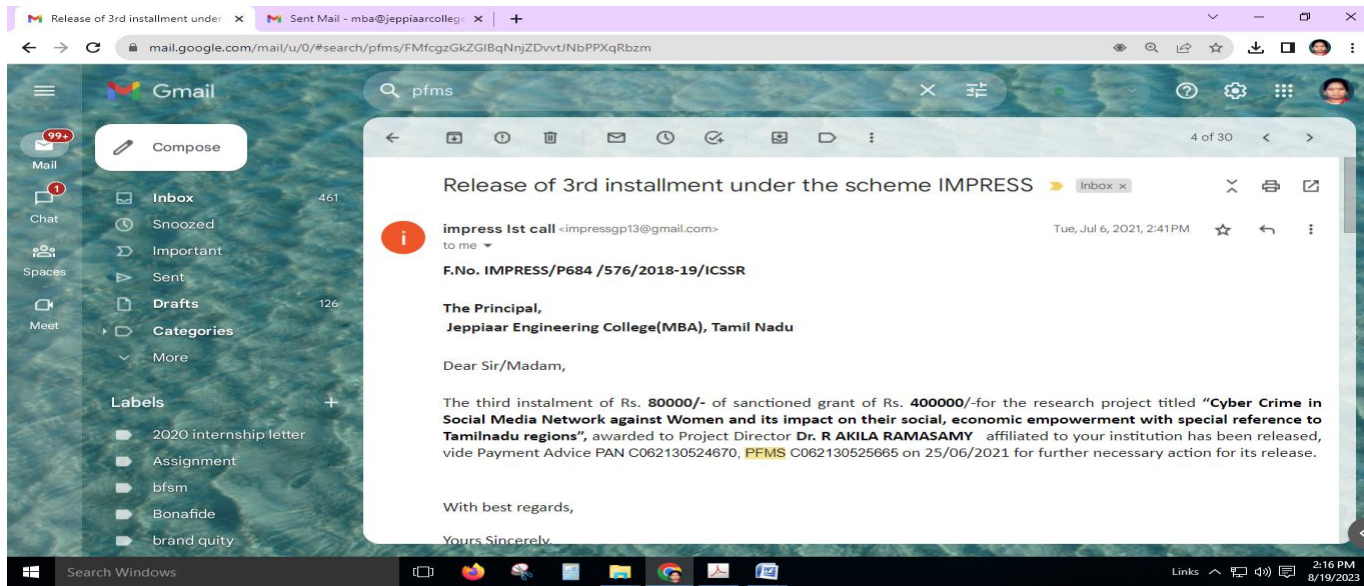 Release of 3rd installment under
Sent Mail - mba@jeppiaarcolleg
mail.google.com/mail/u/0/#search/pfms/FMfcgzGkZGlBqNnjZDvvtJNbPPXqRbzm
Gmail
pfms
99+
Mail
Compose
4 of 30
1
Chat
Spaces
Meet
Inbox 461
Snoozed
Important
Sent
Drafts 126
Categories
More
Labels
2020 internship letter
Assignment
bfsm
Bonafide
brand quity
Release of 3rd installment under the scheme IMPRESS Inbox ×
i
impress Ist call <impressgp13@gmail.com> Tue, Jul 6, 2021, 2:41 PM
to me
F.No. IMPRESS/P684 /576/2018-19/ICSSR
The Principal,
Jeppiaar Engineering College(MBA), Tamil Nadu
Dear Sir/Madam,
The third instalment of Rs. 80000/- of sanctioned grant of Rs. 400000/-for the research project titled “Cyber Crime in
Social Media Network against Women and its impact on their social, economic empowerment with special reference to
Tamilnadu regions”, awarded to Project Director Dr. R AKILA RAMASAMY affiliated to your institution has been released,
vide Payment Advice PAN C062130524670, PFMS C062130525665 on 25/06/2021 for further necessary action for its release.
With best regards,
Yours Sincerely,
Search Windows
Links
2:16 PM
8/19/2023